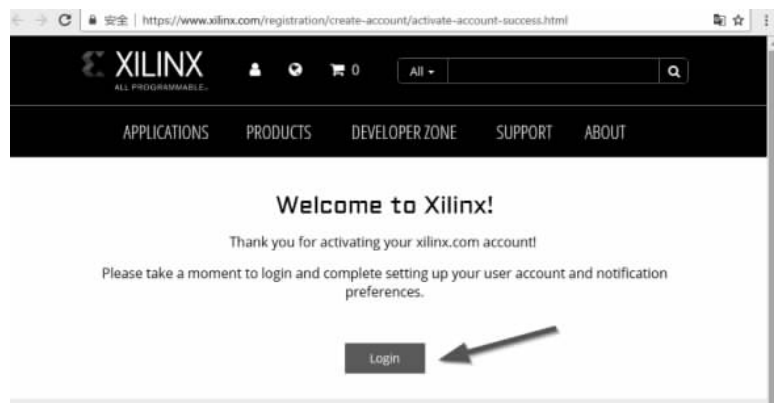 安全 | https://www.xilinx.com/registration/create-account/activate-account-success.html
XILINX
ALL PROGRAMMABLE™
0
All
APPLICATIONS PRODUCTS DEVELOPER ZONE SUPPORT ABOUT
Welcome to Xilinx!
Thank you for activating your xilinx.com account!
Please take a moment to login and complete setting up your user account and notification
preferences.
Login